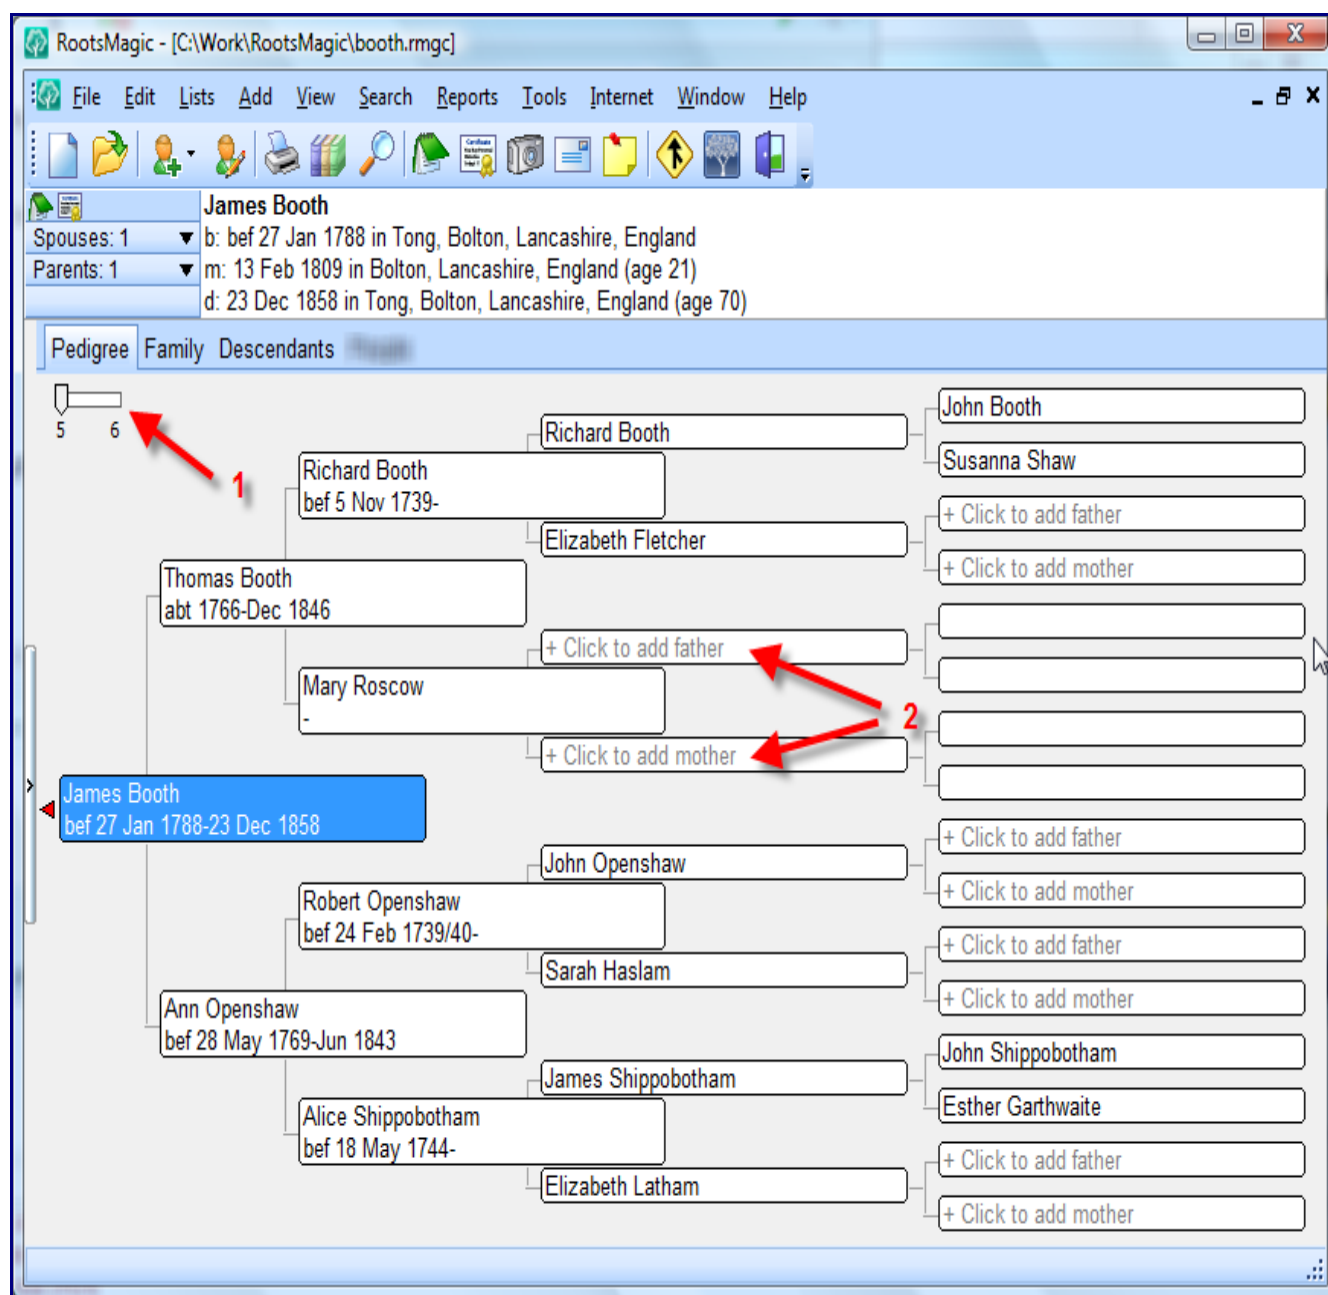 RootsMagic - [C:\Work\RootsMagic\booth.rmgc]
File Edit Lists Add View Search Reports Tools Internet Window Help
James Booth
Spouses: 1
b: bef 27 Jan 1788 in Tong, Bolton, Lancashire, England
Parents: 1
m: 13 Feb 1809 in Bolton, Lancashire, England (age 21)
d: 23 Dec 1858 in Tong, Bolton, Lancashire, England (age 70)
Pedigree Family Descendants
5 6
1
John Booth
Richard Booth
Susanna Shaw
Richard Booth
bef 5 Nov 1739-
+ Click to add father
Elizabeth Fletcher
+ Click to add mother
Thomas Booth
abt 1766-Dec 1846
+ Click to add father
Mary Roscow
-
2
+ Click to add mother
James Booth
bef 27 Jan 1788-23 Dec 1858
+ Click to add father
John Openshaw
+ Click to add mother
Robert Openshaw
bef 24 Feb 1739/40-
+ Click to add father
Sarah Haslam
+ Click to add mother
Ann Openshaw
bef 28 May 1769-Jun 1843
John Shippobotham
James Shippobotham
Esther Garthwaite
Alice Shippobotham
bef 18 May 1744-
+ Click to add father
Elizabeth Latham
+ Click to add mother